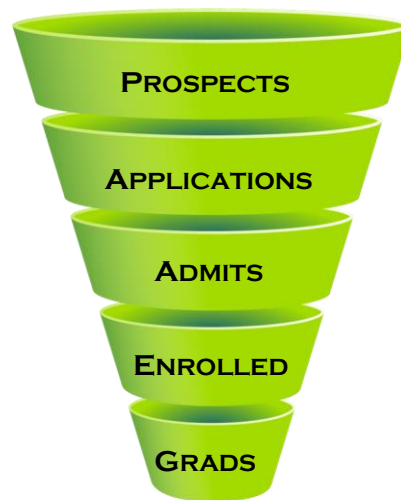 Prospects
Applications
Admits
Enrolled
Grads